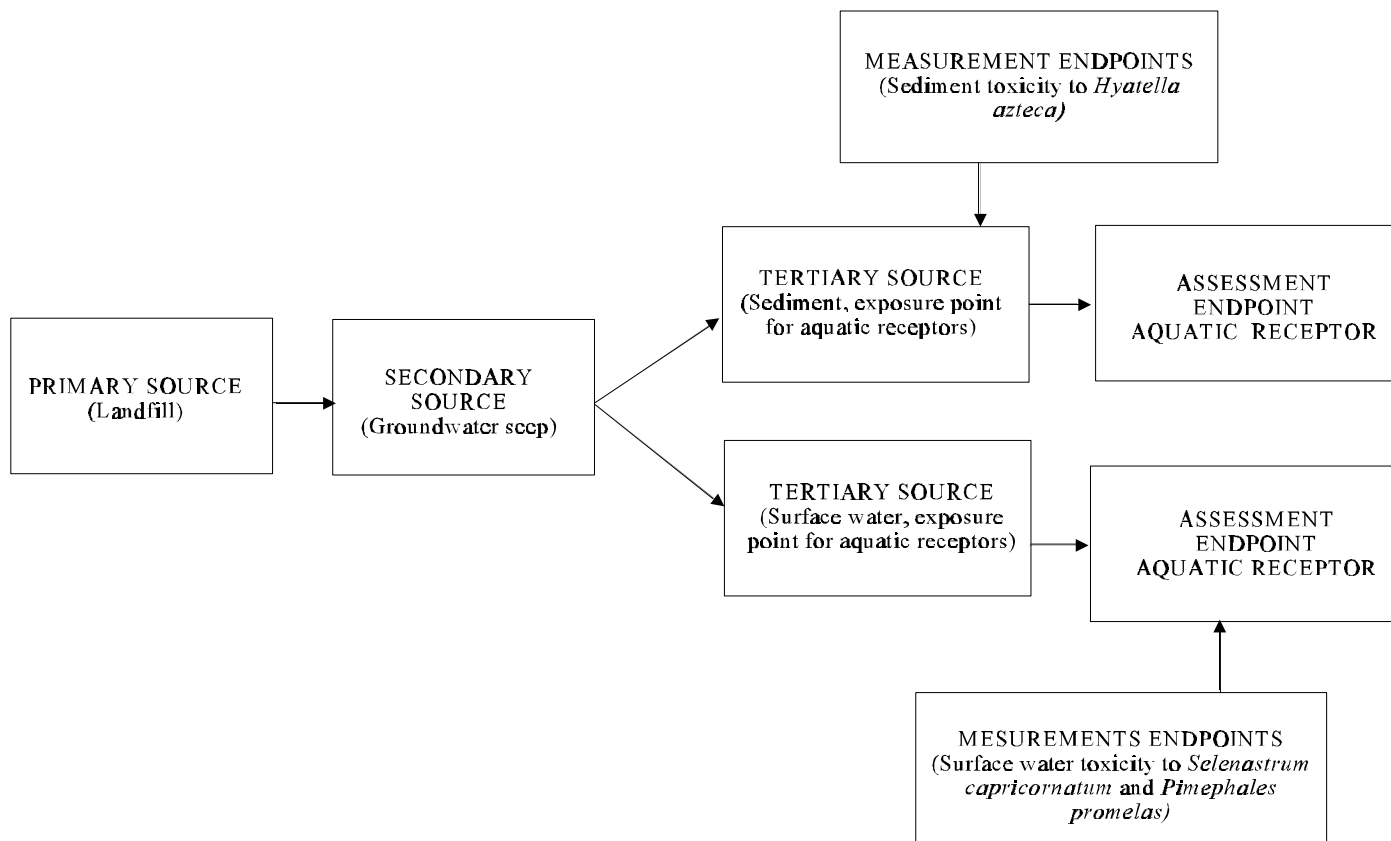 MEASUREMENT ENDPOINTS
(Sediment toxicity to Hyatella
azteca)
TERTIARY SOURCE
(Sediment, exposure point
for aquatic receptors)
ASSESSMENT
ENDPOINT
AQUATIC RECEPTOR
PRIMARY SOURCE
(Landfill)
SECONDARY
SOURCE
(Groundwater seep)
TERTIARY SOURCE
(Surface water, exposure
point for aquatic receptors)
ASSESSMENT
ENDPOINT
AQUATIC RECEPTOR
MESUREMENTS ENDPOINTS
(Surface water toxicity to Selenastrum
capricornatum and Pimephales
promelas)